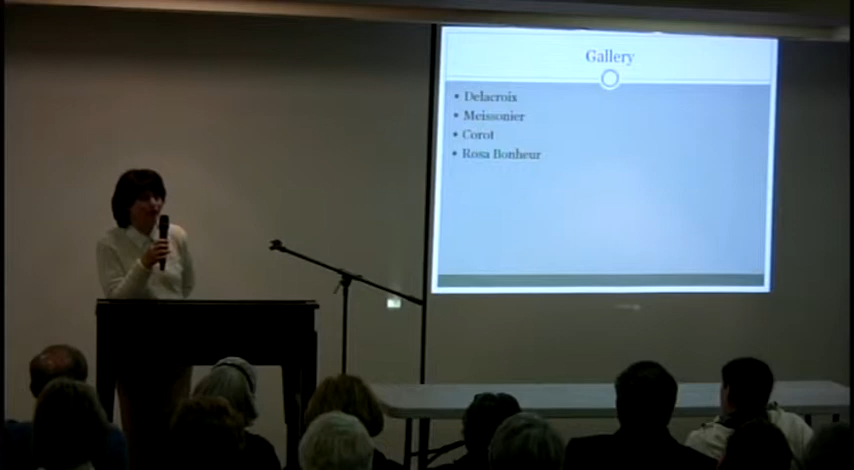 Gallery
• Delacroix
• Meissonier
• Corot
• Rosa Bonheur